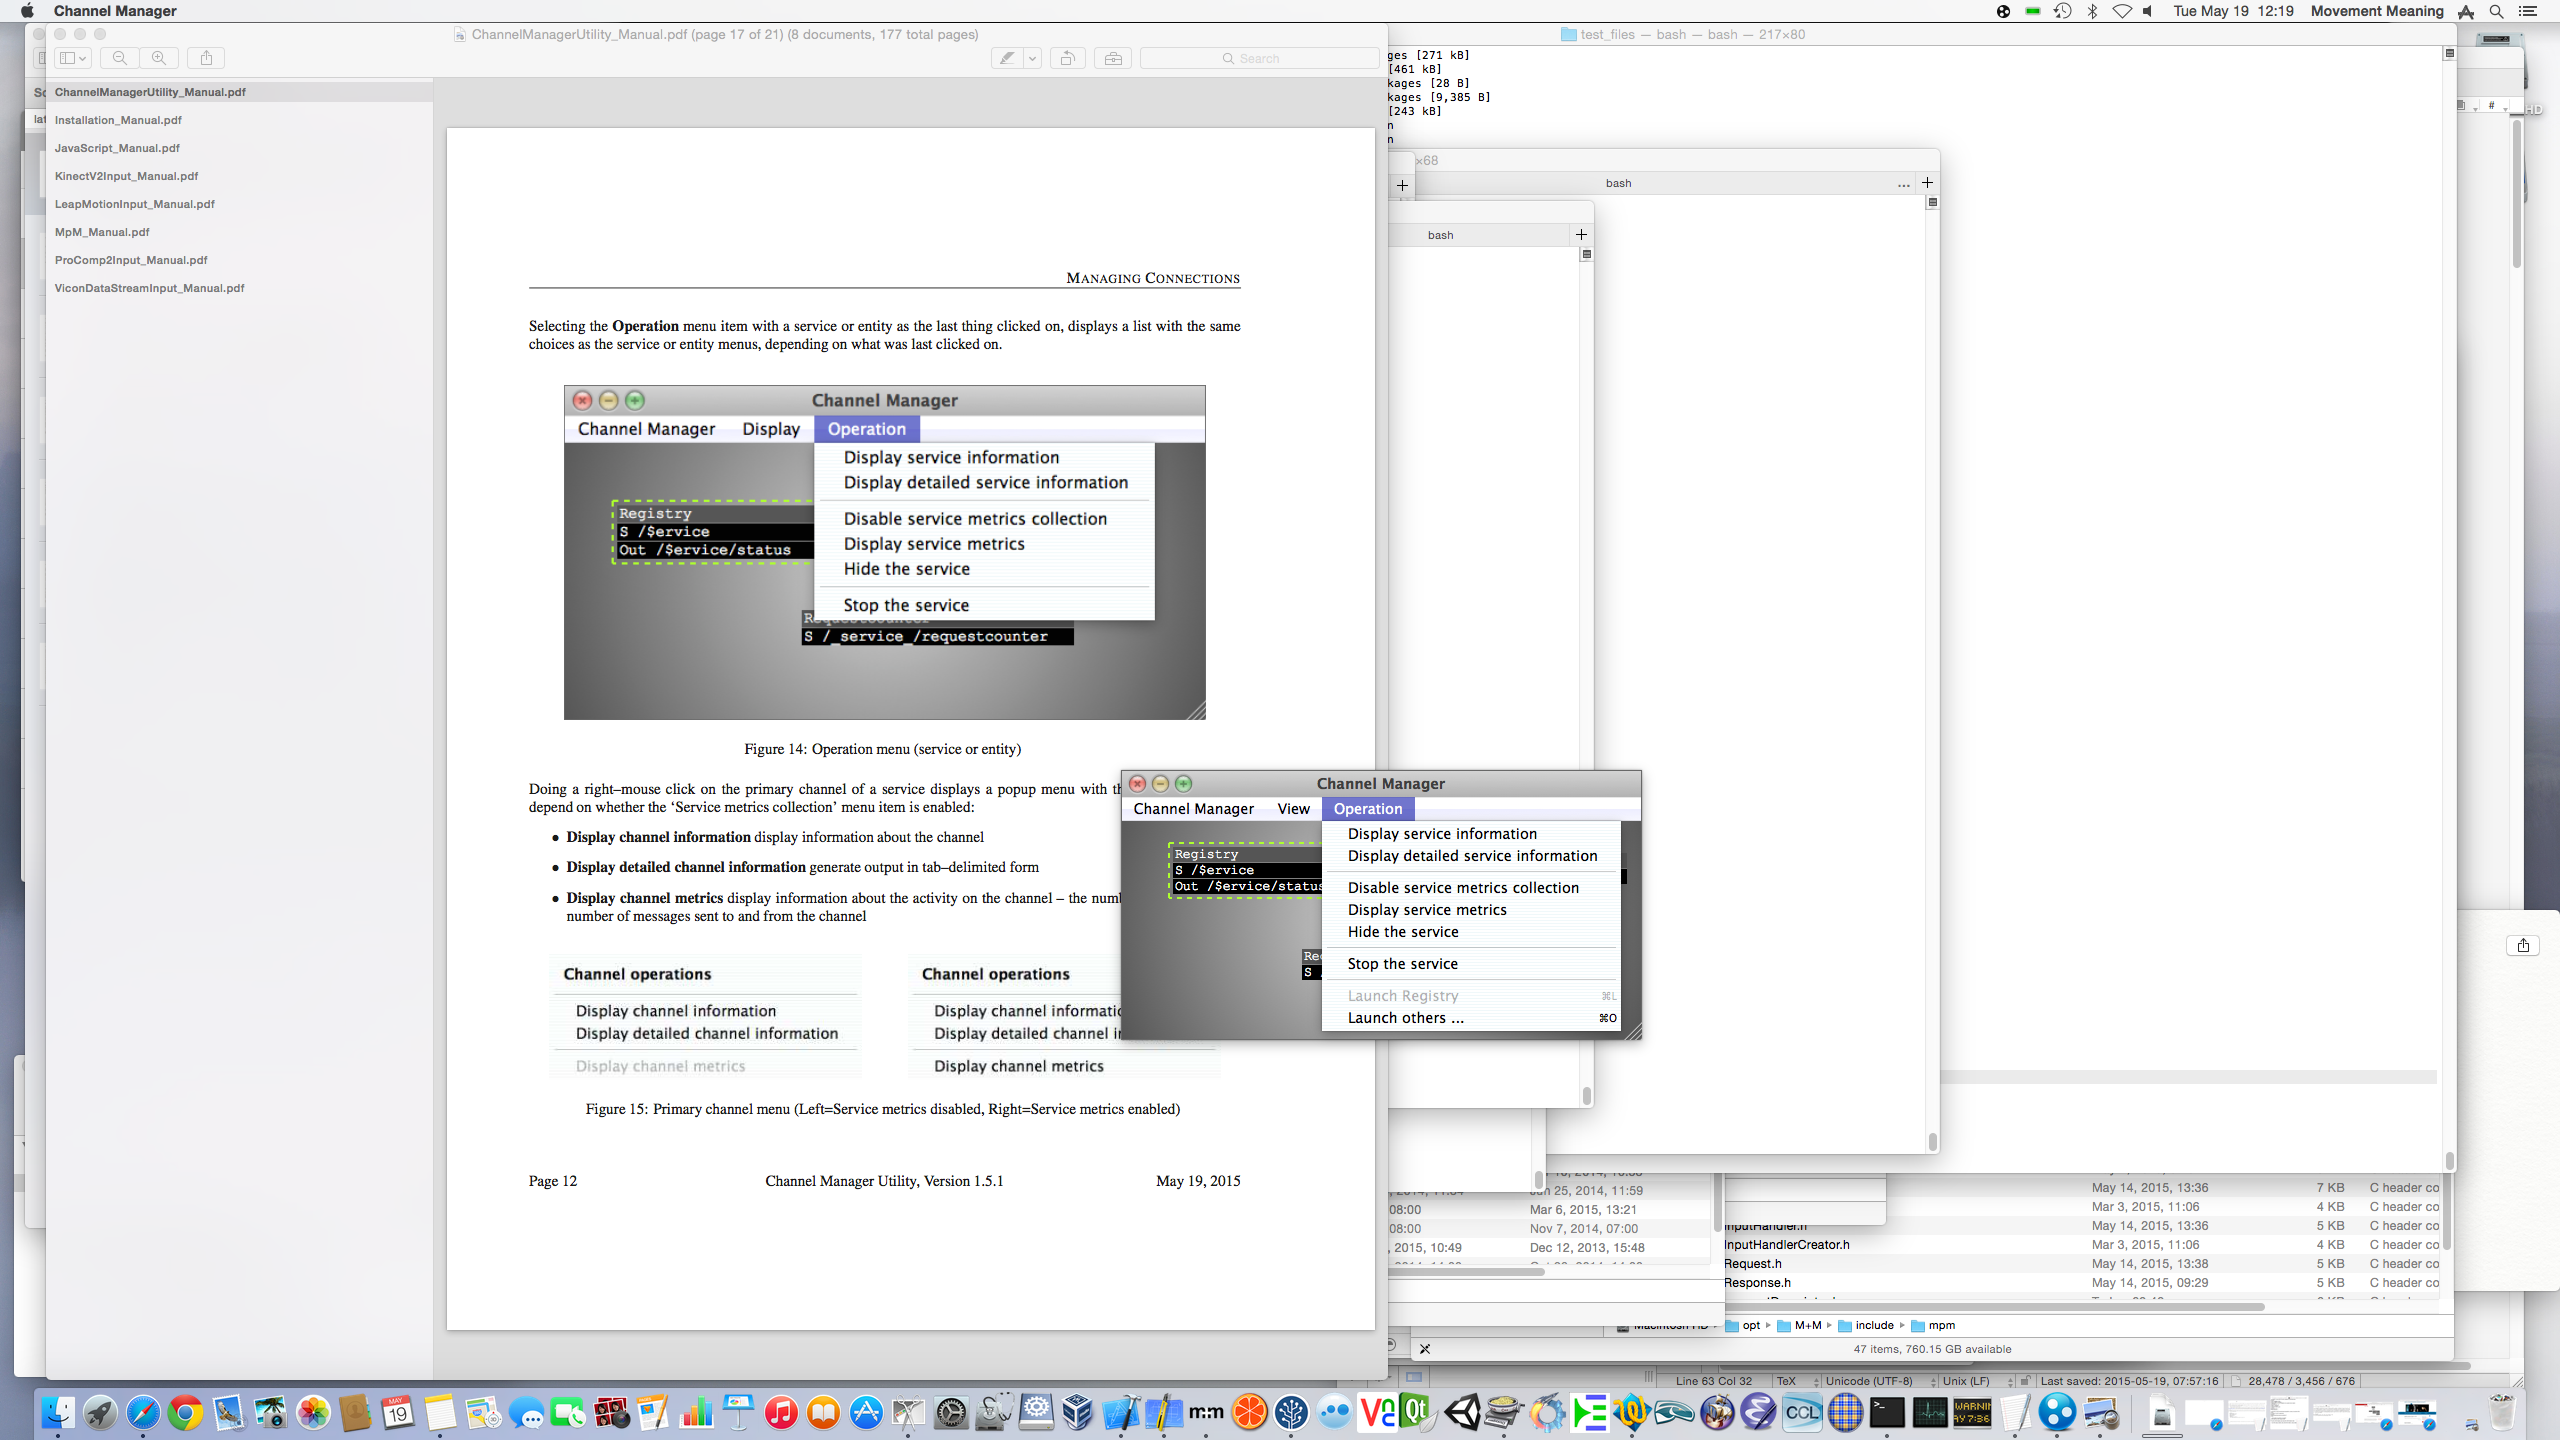 Channel Manager
Tue May 19 12:19 Movement Meaning
ChannelManagerUtility_Manual.pdf (page 17 of 21) (8 documents, 177 total pages)
Search
ChannelManagerUtility_Manual.pdf
Installation_Manual.pdf
JavaScript_Manual.pdf
KinectV2Input_Manual.pdf
LeapMotionInput_Manual.pdf
MpM_Manual.pdf
ProComp2Input_Manual.pdf
ViconDataStreamInput_Manual.pdf
MANAGING CONNECTIONS
Selecting the Operation menu item with a service or entity as the last thing clicked on, displays a list with the same
choices as the service or entity menus, depending on what was last clicked on.
Channel Manager
Channel Manager Display Operation
Display service information
Display detailed service information
Disable service metrics collection
Display service metrics
Hide the service
Stop the service
Registry
S /$ervice
Out /$ervice/status
Requestcounter
S /_service_/requestcounter
Figure 14: Operation menu (service or entity)
Doing a right–mouse click on the primary channel of a service displays a popup menu with
depend on whether the ‘Service metrics collection’ menu item is enabled:
• Display channel information display information about the channel
• Display detailed channel information generate output in tab–delimited form
• Display channel metrics display information about the activity on the channel – the
number of messages sent to and from the channel
Channel operations
Display channel information
Display detailed channel information
Display channel metrics
Channel operations
Display channel
Display detailed channel
Display channel metrics
Figure 15: Primary channel menu (Left=Service metrics disabled, Right=Service metrics enabled)
Page 12 Channel Manager Utility, Version 1.5.1 May 19, 2015
Channel Manager
Channel Manager View Operation
Registry
S /$ervice
Out /$ervice/status
S
Display service information
Display detailed service information
Disable service metrics collection
Display service metrics
Hide the service
Stop the service
Launch Registry ⌘L
Launch others ... ⌘O
test_files — bash — bash — 217×80
ges [271 kB]
[461 kB]
kages [28 B]
kages [9,385 B]
[243 kB]
n
n
×68
bash ... +
bash +
#
HD
Jun 25, 2014, 11:59
08:00 Mar 6, 2015, 13:21
08:00 Nov 7, 2014, 07:00
, 2015, 10:49 Dec 12, 2013, 15:48
May 14, 2015, 13:36 7 KB C header co
Mar 3, 2015, 11:06 4 KB C header co
InputHandler.h May 14, 2015, 13:36 5 KB C header co
InputHandlerCreator.h Mar 3, 2015, 11:06 4 KB C header co
Request.h May 14, 2015, 13:38 5 KB C header co
Response.h May 14, 2015, 09:29 5 KB C header co
Macintosh HD opt M+M include mpm
47 items, 760.15 GB available
Line 63 Col 32 TeX Unicode (UTF-8) Unix (LF) Last saved: 2015-05-19, 07:57:16 28,478 / 3,456 / 676
MAY
19
m:m
Qt
CCL